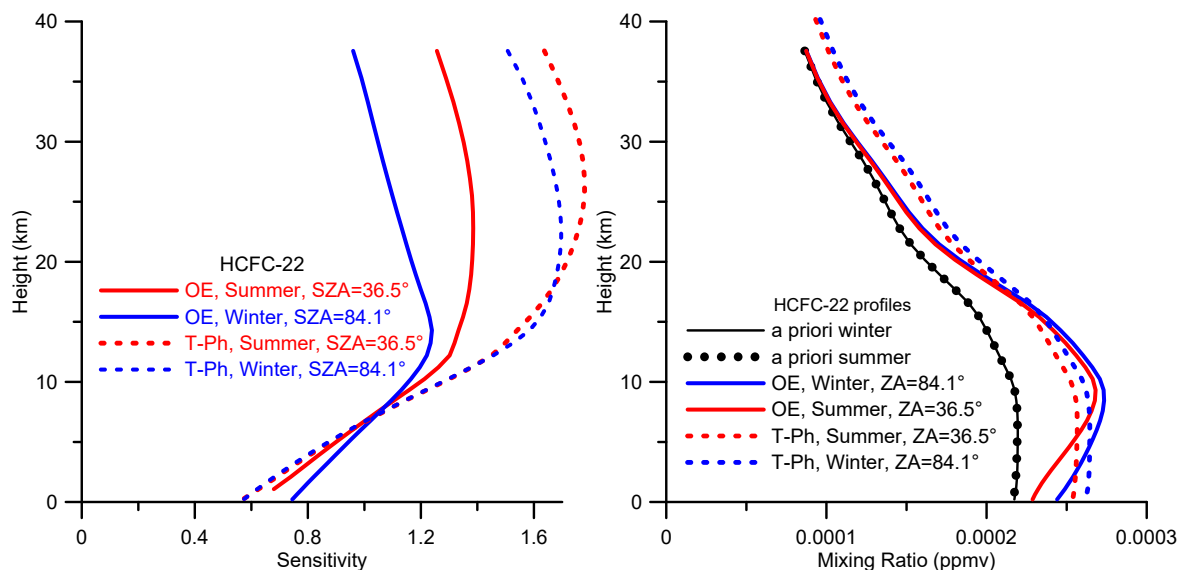 40
30
20
10
0
Height (km)
HCFC-22
OE, Summer, SZA=36.5°
OE, Winter, SZA=84.1°
T-Ph, Summer, SZA=36.5°
T-Ph, Winter, SZA=84.1°
0 0.4 0.8 1.2 1.6
Sensitivity
40
30
20
10
0
Height (km)
HCFC-22 profiles
a priori winter
a priori summer
OE, Winter, ZA=84.1°
OE, Summer, ZA=36.5°
T-Ph, Summer, ZA=36.5°
T-Ph, Winter, ZA=84.1°
0 0.0001 0.0002 0.0003
Mixing Ratio (ppmv)